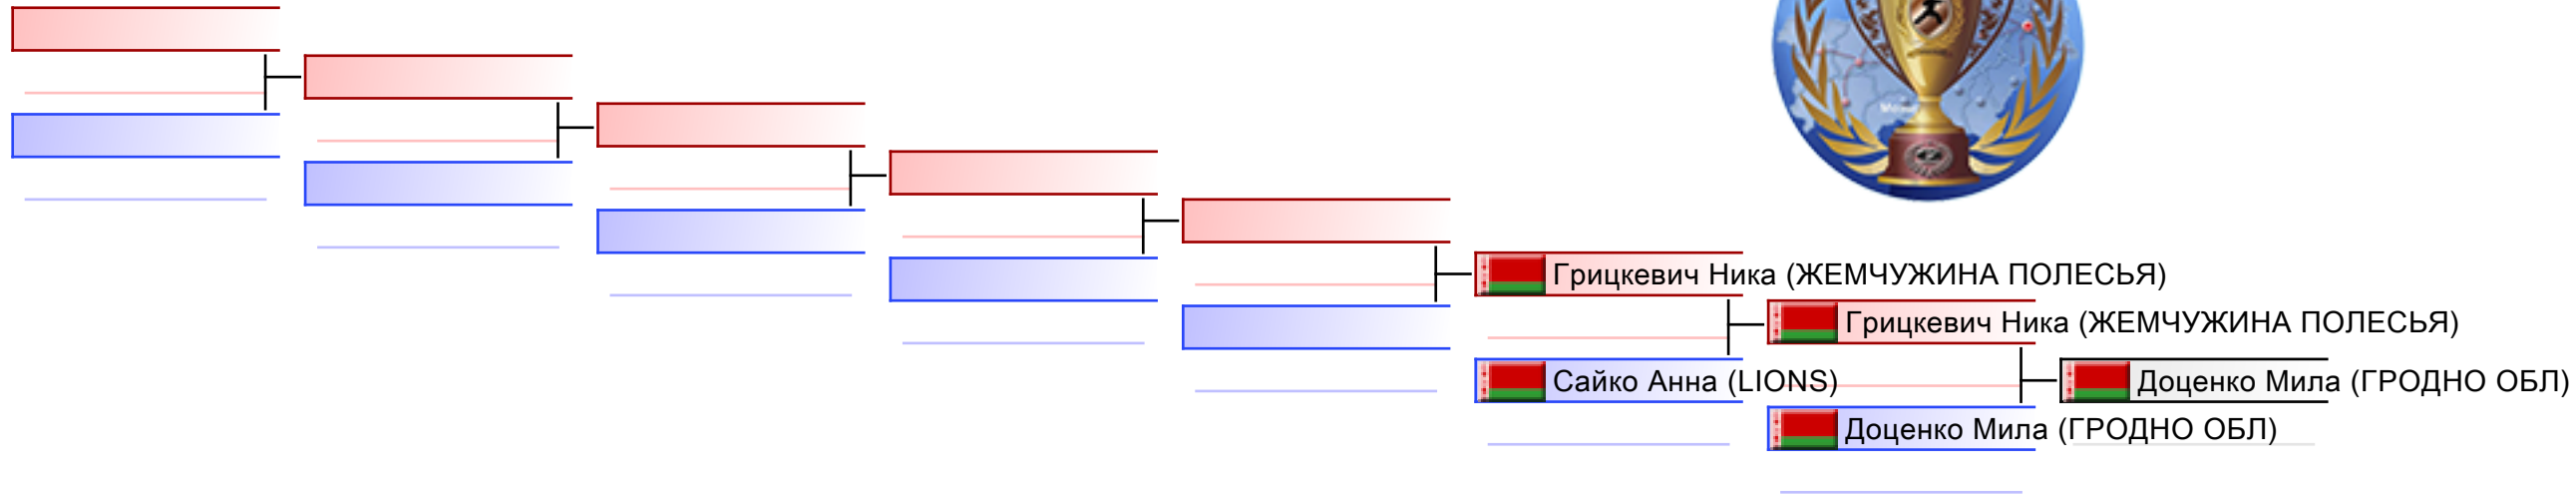 Грицкевич Ника (ЖЕМЧУЖИНА ПОЛЕСЬЯ)
Грицкевич Ника (ЖЕМЧУЖИНА ПОЛЕСЬЯ)
Сайко Анна (LIONS)
Доценко Мила (ГРОДНО ОБЛ)
Доценко Мила (ГРОДНО ОБЛ)